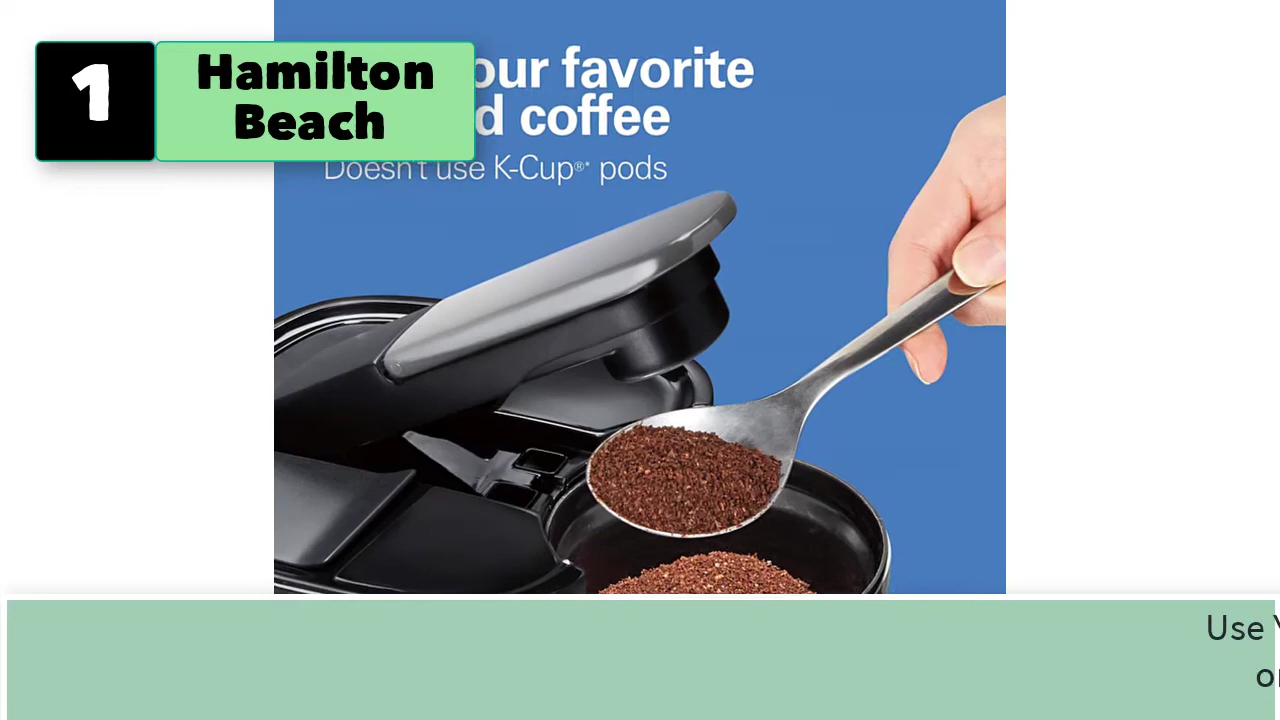 1
Hamilton
Beach
our favorite
d coffee
Doesn't use K-Cup®* pods
Use